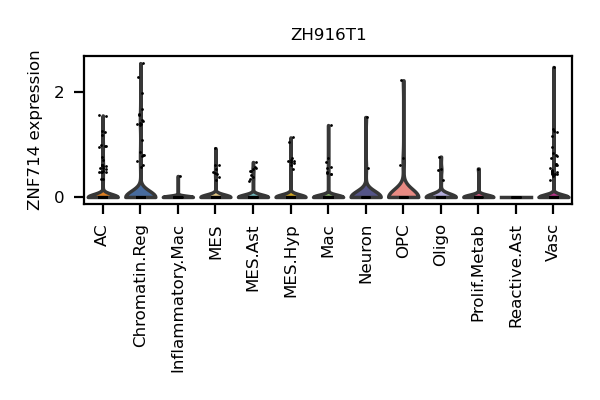 ZH916T1
ZNF714 expression
2
0
AC
Chromatin.Reg
Inflammatory.Mac
MES
MES.Ast
MES.Hyp
Mac
Neuron
OPC
Oligo
Prolif.Metab
Reactive.Ast
Vasc